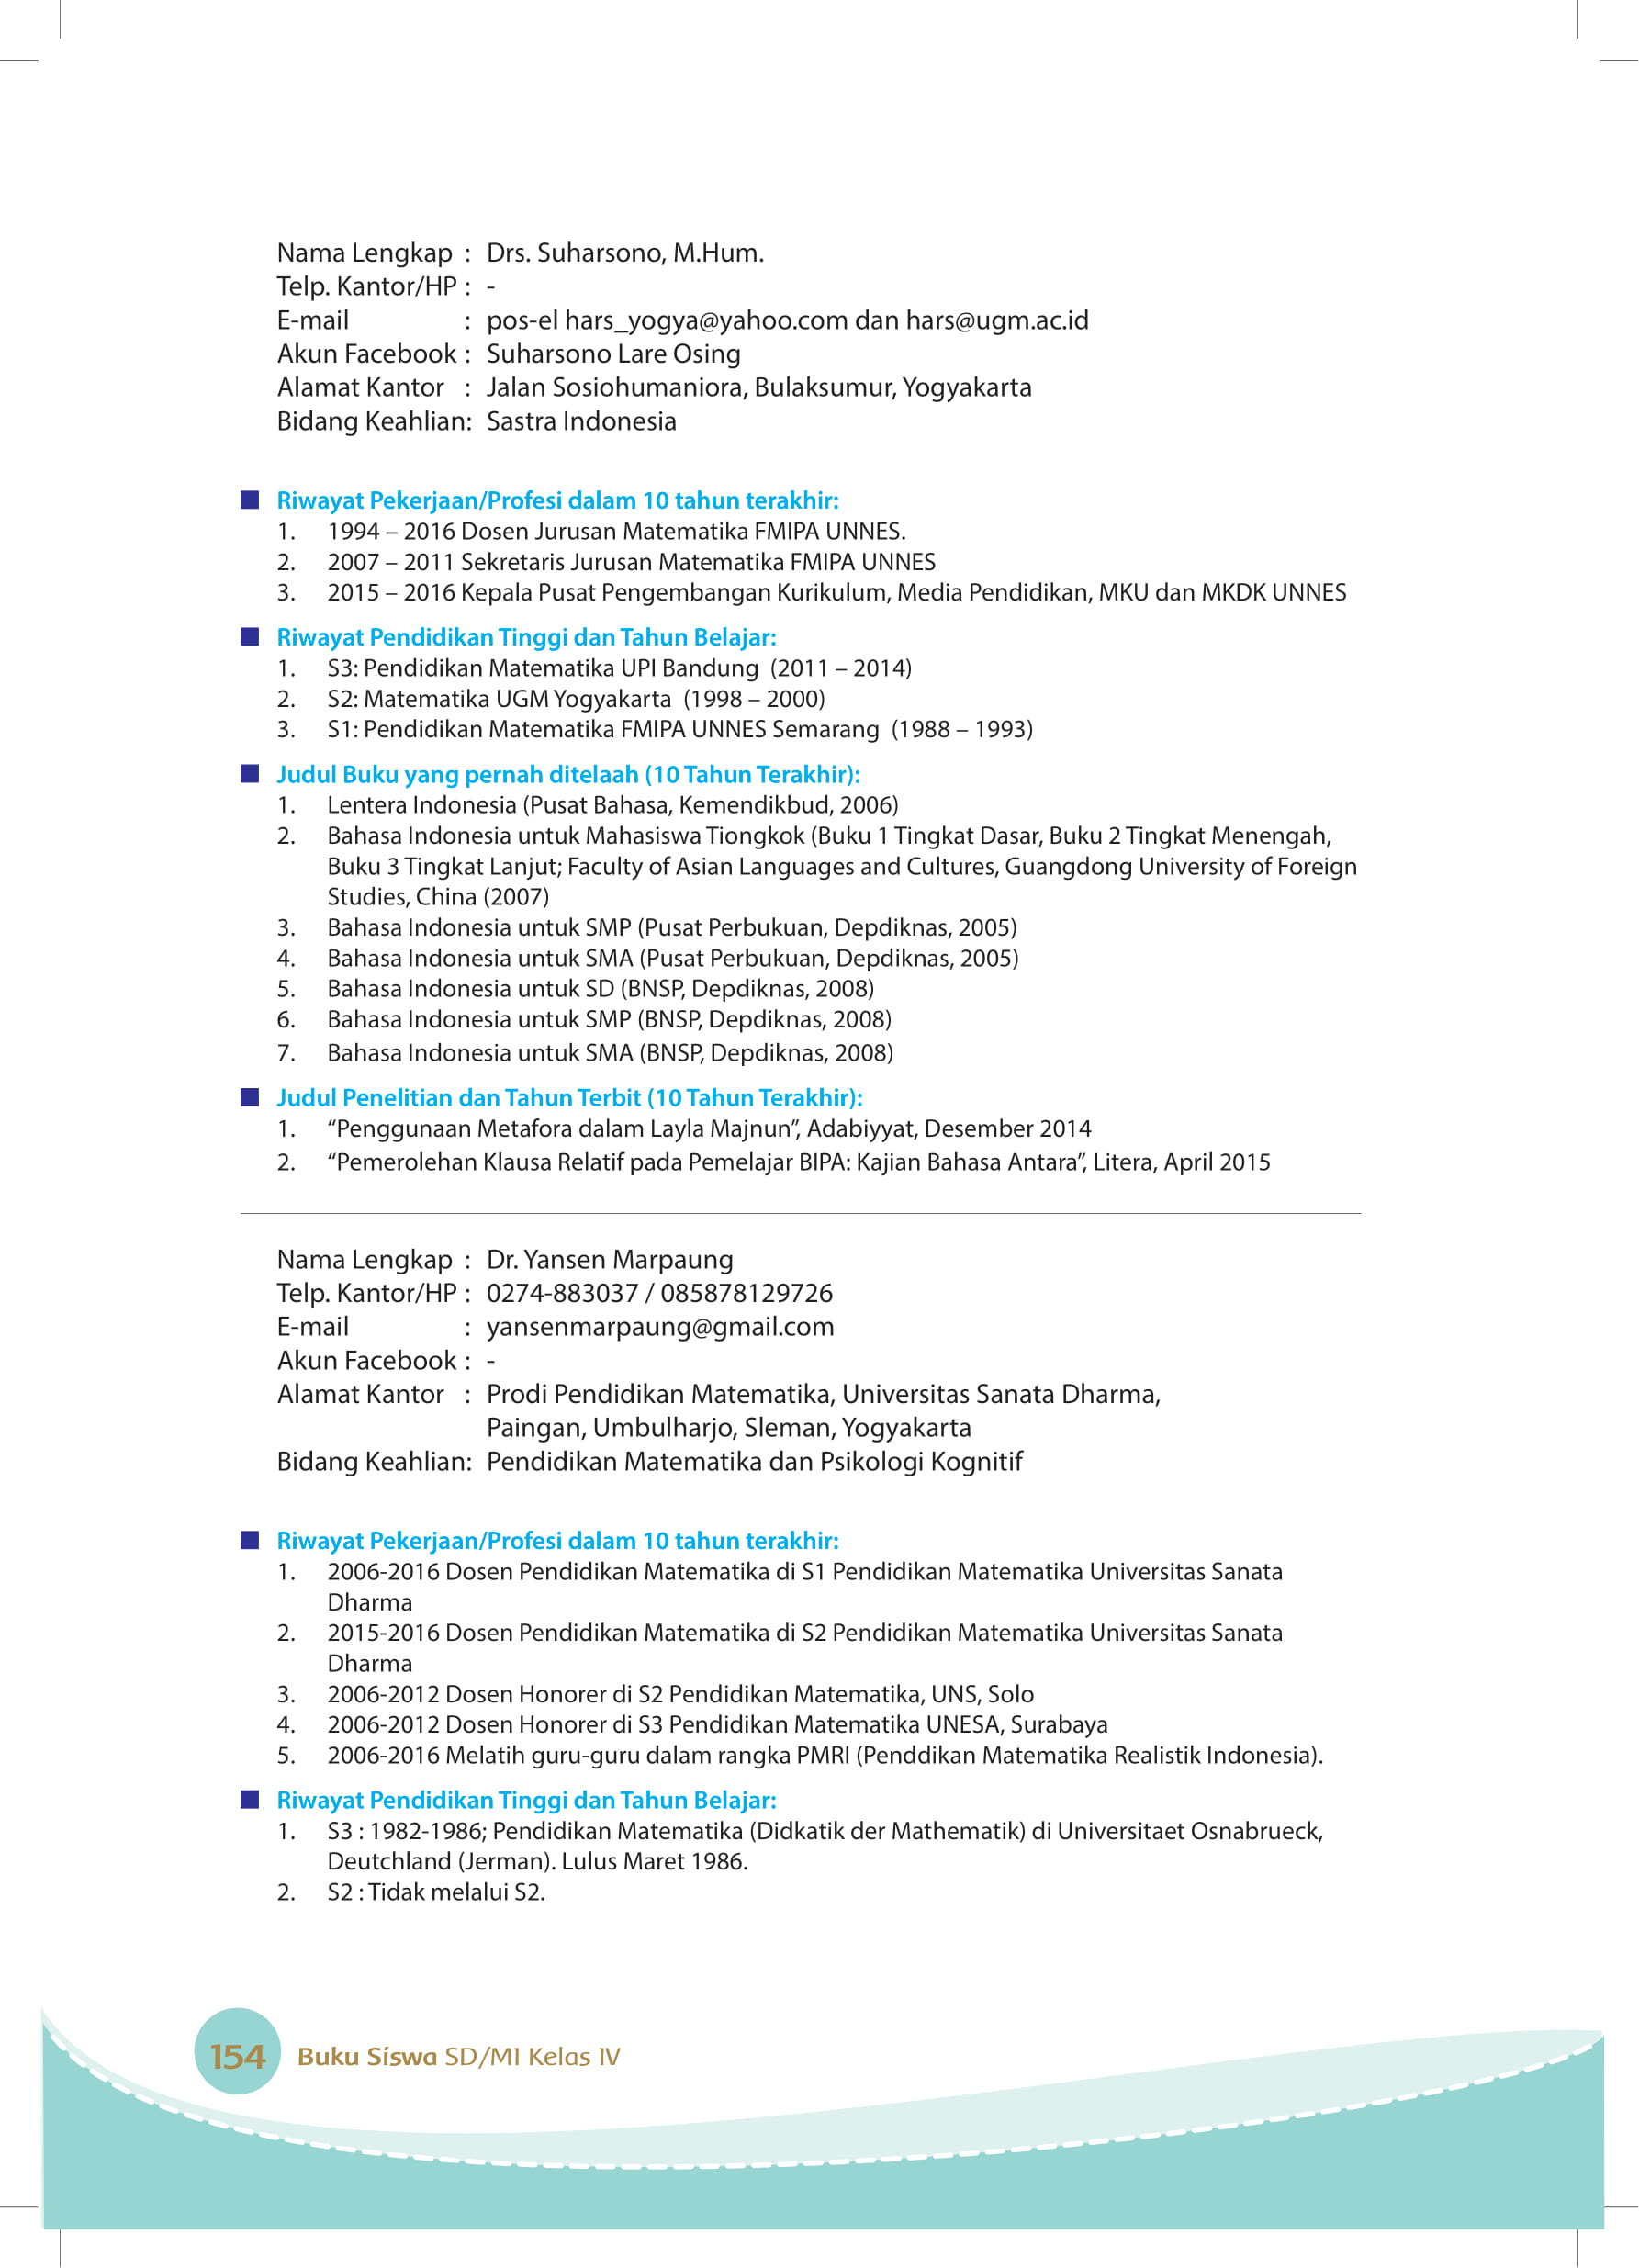 Nama Lengkap : Drs. Suharsono, M.Hum.
Telp. Kantor/HP : -
E-mail : pos-el hars_yogya@yahoo.com dan hars@ugm.ac.id
Akun Facebook : Suharsono Lare Osing
Alamat Kantor : Jalan Sosiohumaniora, Bulaksumur, Yogyakarta
Bidang Keahlian: Sastra Indonesia
Riwayat Pekerjaan/Profesi dalam 10 tahun terakhir:
1. 1994 – 2016 Dosen Jurusan Matematika FMIPA UNNES.
2. 2007 – 2011 Sekretaris Jurusan Matematika FMIPA UNNES
3. 2015 – 2016 Kepala Pusat Pengembangan Kurikulum, Media Pendidikan, MKU dan MKDK UNNES
Riwayat Pendidikan Tinggi dan Tahun Belajar:
1. S3: Pendidikan Matematika UPI Bandung (2011 – 2014)
2. S2: Matematika UGM Yogyakarta (1998 – 2000)
3. S1: Pendidikan Matematika FMIPA UNNES Semarang (1988 – 1993)
Judul Buku yang pernah ditelaah (10 Tahun Terakhir):
1. Lentera Indonesia (Pusat Bahasa, Kemendikbud, 2006)
2. Bahasa Indonesia untuk Mahasiswa Tiongkok (Buku 1 Tingkat Dasar, Buku 2 Tingkat Menengah,
Buku 3 Tingkat Lanjut; Faculty of Asian Languages and Cultures, Guangdong University of Foreign
Studies, China (2007)
3. Bahasa Indonesia untuk SMP (Pusat Perbukuan, Depdiknas, 2005)
4. Bahasa Indonesia untuk SMA (Pusat Perbukuan, Depdiknas, 2005)
5. Bahasa Indonesia untuk SD (BNSP, Depdiknas, 2008)
6. Bahasa Indonesia untuk SMP (BNSP, Depdiknas, 2008)
7. Bahasa Indonesia untuk SMA (BNSP, Depdiknas, 2008)
Judul Penelitian dan Tahun Terbit (10 Tahun Terakhir):
1. “Penggunaan Metafora dalam Layla Majnun”, Adabiyyat, Desember 2014
2. “Pemerolehan Klausa Relatif pada Pemelajar BIPA: Kajian Bahasa Antara”, Litera, April 2015
Nama Lengkap : Dr. Yansen Marpaung
Telp. Kantor/HP : 0274-883037 / 085878129726
E-mail : yansenmarpaung@gmail.com
Akun Facebook : -
Alamat Kantor : Prodi Pendidikan Matematika, Universitas Sanata Dharma,
Paingan, Umbulharjo, Sleman, Yogyakarta
Bidang Keahlian: Pendidikan Matematika dan Psikologi Kognitif
Riwayat Pekerjaan/Profesi dalam 10 tahun terakhir:
1. 2006-2016 Dosen Pendidikan Matematika di S1 Pendidikan Matematika Universitas Sanata
Dharma
2. 2015-2016 Dosen Pendidikan Matematika di S2 Pendidikan Matematika Universitas Sanata
Dharma
3. 2006-2012 Dosen Honorer di S2 Pendidikan Matematika, UNS, Solo
4. 2006-2012 Dosen Honorer di S3 Pendidikan Matematika UNESA, Surabaya
5. 2006-2016 Melatih guru-guru dalam rangka PMRI (Penddikan Matematika Realistik Indonesia).
Riwayat Pendidikan Tinggi dan Tahun Belajar:
1. S3 : 1982-1986; Pendidikan Matematika (Didkatik der Mathematik) di Universitaet Osnabrueck,
Deutchland (Jerman). Lulus Maret 1986.
2. S2 : Tidak melalui S2.
154 Buku Siswa SD/MI Kelas IV